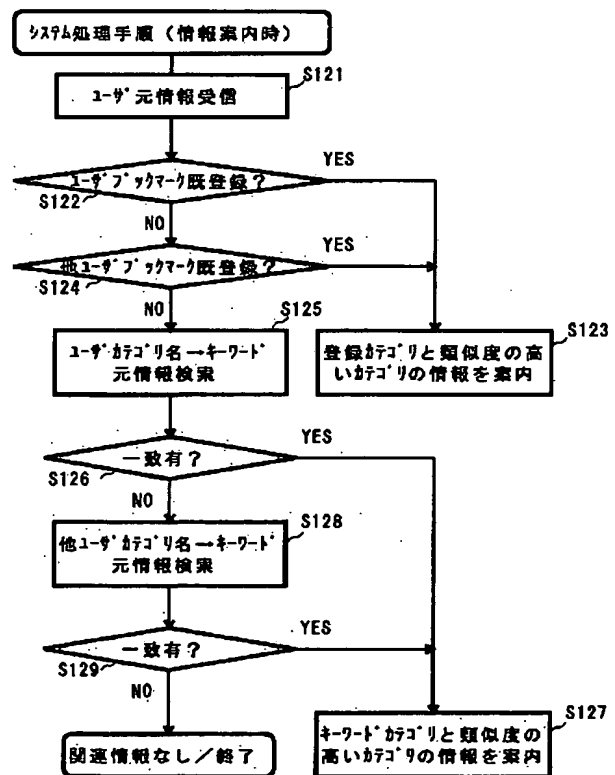 システム処理手順（情報案内時）
S121
ユーザ元情報受信
YES
ユーザブックマーク既登録？
S122
NO
YES
他ユーザブックマーク既登録？
S124
NO
S125
S123
ユーザカテゴリ名→キーワード
元情報検索
登録カテゴリと類似度の高
いカテゴリの情報を案内
YES
一致有？
S126
NO
S128
他ユーザカテゴリ名→キーワード
元情報検索
YES
一致有？
S129
NO
S127
関連情報なし／終了
キーワードカテゴリと類似度の
高いカテゴリの情報を案内